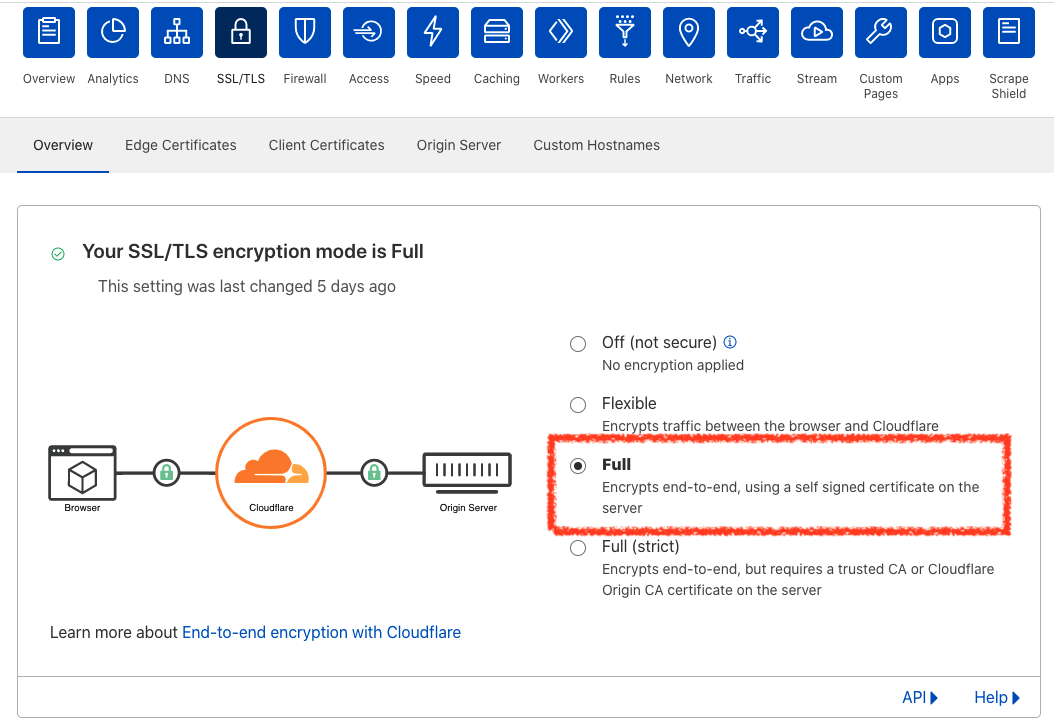 Overview
Analytics
DNS
SSL/TLS
Firewall
Access
Speed
Caching
Workers
Rules
Network
Traffic
Stream
Custom
Pages
Apps
Scrape
Shield
Overview
Edge Certificates
Client Certificates
Origin Server
Custom Hostnames
Your SSL/TLS encryption mode is Full
This setting was last changed 5 days ago
Off (not secure)
No encryption applied
Flexible
Encrypts traffic between the browser and Cloudflare
Full
Encrypts end-to-end, using a self signed certificate on the
server
Full (strict)
Encrypts end-to-end, but requires a trusted CA or Cloudflare
Origin CA certificate on the server
Browser
Cloudflare
Origin Server
Learn more about End-to-end encryption with Cloudflare
API
Help